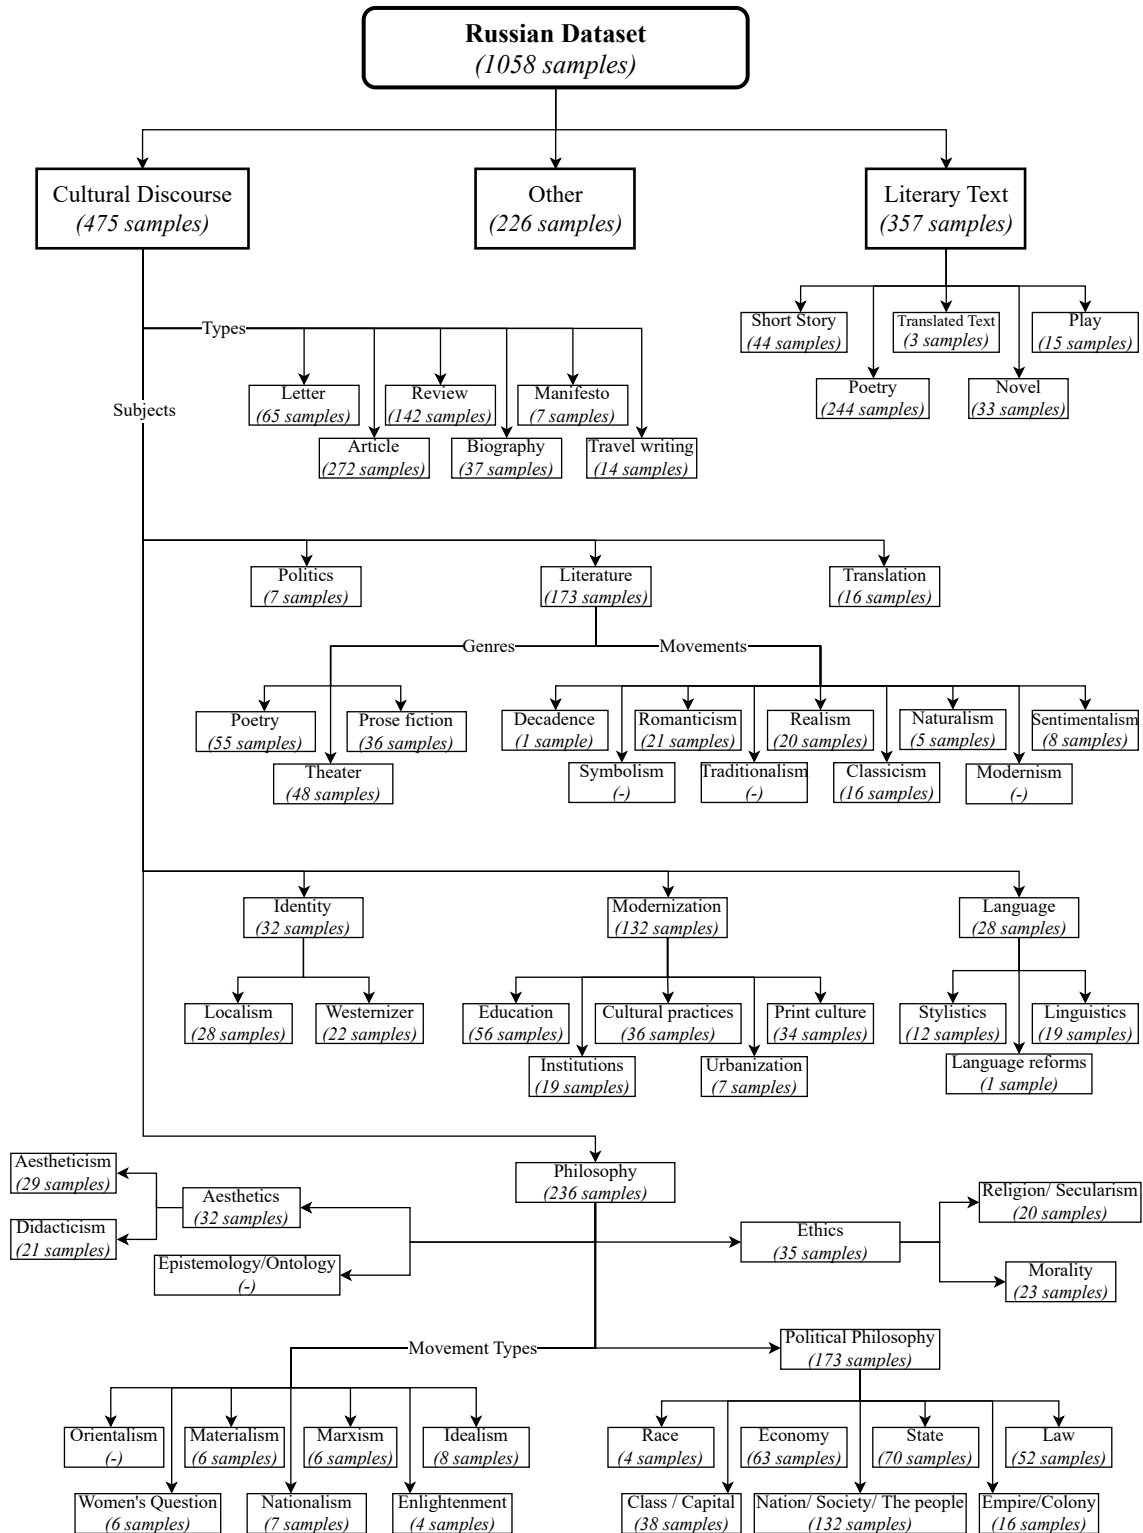 Russian Dataset
(1058 samples)
Cultural Discourse
(475 samples)
Other
(226 samples)
Literary Text
(357 samples)
Short Story
(44 samples)
Translated Text
(3 samples)
Play
(15 samples)
Poetry
(244 samples)
Novel
(33 samples)
Types
Subjects
Letter
(65 samples)
Review
(142 samples)
Manifesto
(7 samples)
Article
(272 samples)
Biography
(37 samples)
Travel writing
(14 samples)
Politics
(7 samples)
Literature
(173 samples)
Translation
(16 samples)
Genres
Movements
Poetry
(55 samples)
Prose fiction
(36 samples)
Theater
(48 samples)
Decadence
(1 sample)
Romanticism
(21 samples)
Realism
(20 samples)
Naturalism
(5 samples)
Sentimentalism
(8 samples)
Symbolism
(-)
Traditionalism
(-)
Classicism
(16 samples)
Modernism
(-)
Identity
(32 samples)
Modernization
(132 samples)
Language
(28 samples)
Localism
(28 samples)
Westernizer
(22 samples)
Education
(56 samples)
Cultural practices
(36 samples)
Print culture
(34 samples)
Institutions
(19 samples)
Urbanization
(7 samples)
Stylistics
(12 samples)
Linguistics
(19 samples)
Language reforms
(1 sample)
Philosophy
(236 samples)
Aestheticism
(29 samples)
Aesthetics
(32 samples)
Didacticism
(21 samples)
Epistemology/Ontology
(-)
Ethics
(35 samples)
Religion/ Secularism
(20 samples)
Morality
(23 samples)
Movement Types
Political Philosophy
(173 samples)
Orientalism
(-)
Materialism
(6 samples)
Marxism
(6 samples)
Idealism
(8 samples)
Women's Question
(6 samples)
Nationalism
(7 samples)
Enlightenment
(4 samples)
Race
(4 samples)
Economy
(63 samples)
State
(70 samples)
Law
(52 samples)
Class / Capital
(38 samples)
Nation/ Society/ The people
(132 samples)
Empire/Colony
(16 samples)